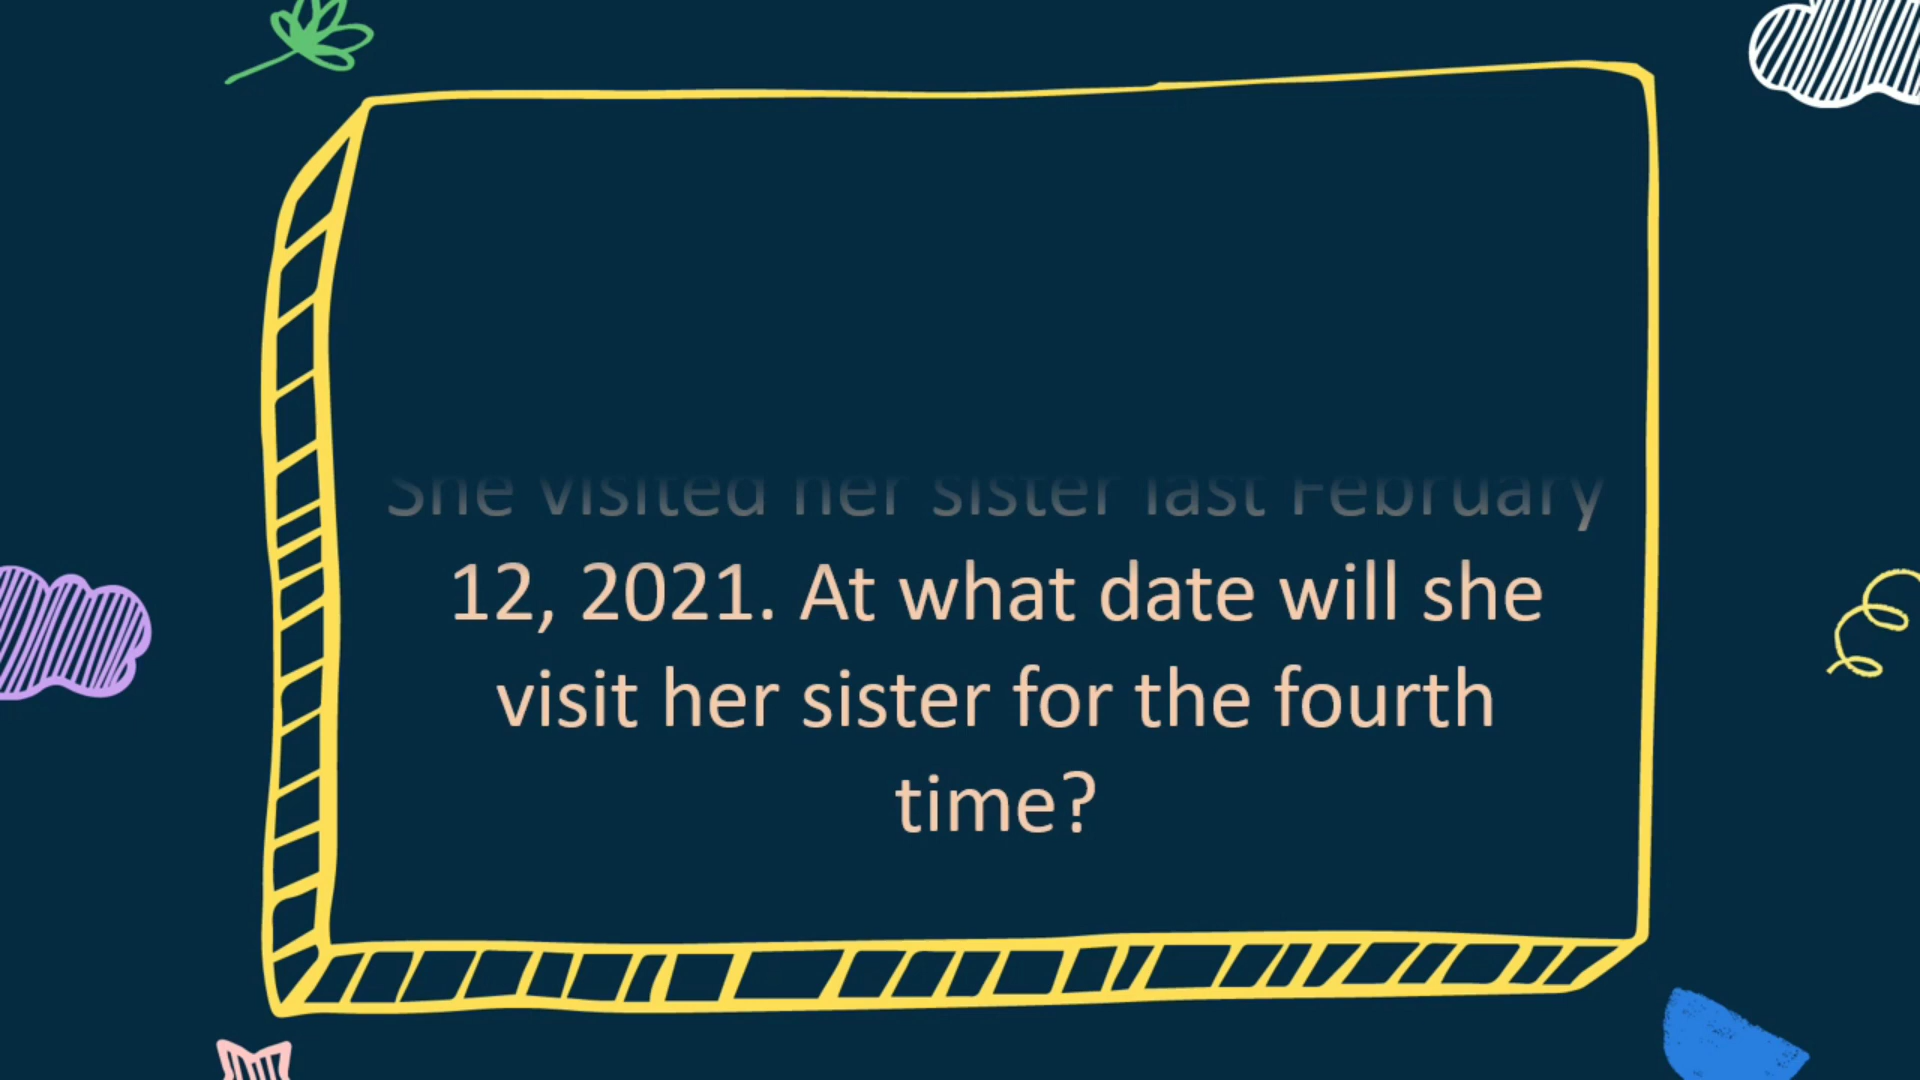 She visited her sister last February
12, 2021. At what date will she
visit her sister for the fourth
time?